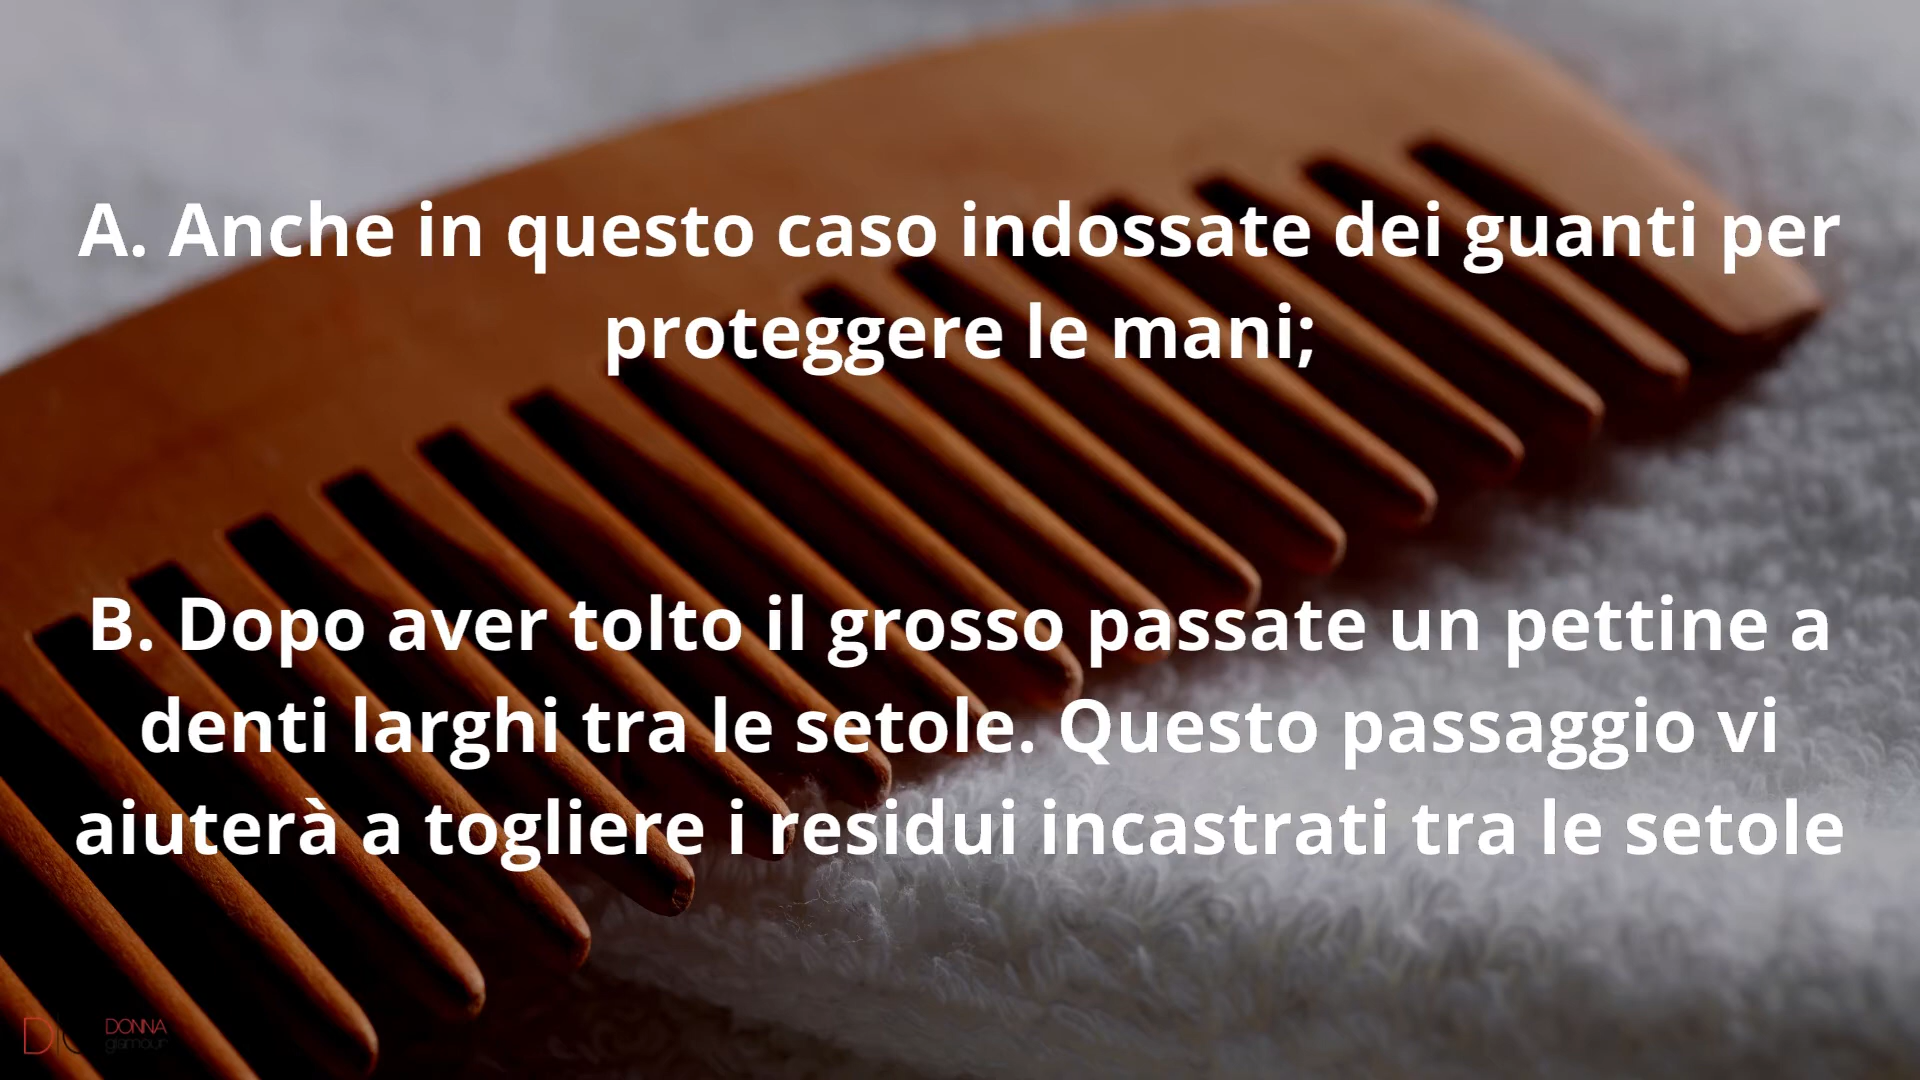 A. Anche in questo caso indossate dei guanti per
proteggere le mani;
B. Dopo aver tolto il grosso passate un pettine a
denti larghi tra le setole. Questo passaggio vi
aiuterà a togliere i residui incastrati tra le setole
DONNA
glamour